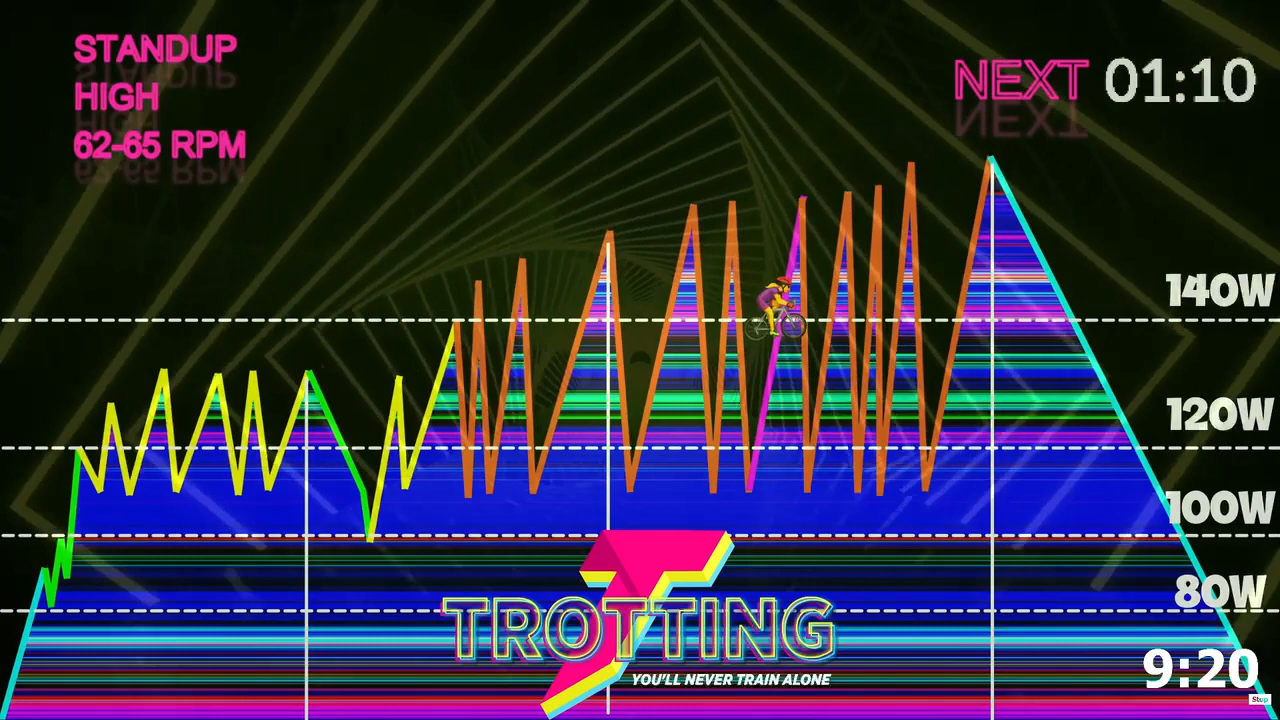 STANDUP
HIGH
62-65 RPM
NEXT 01:10
140W
120W
100W
80W
TROTTING
YOU'LL NEVER TRAIN ALONE
9:20
Stop